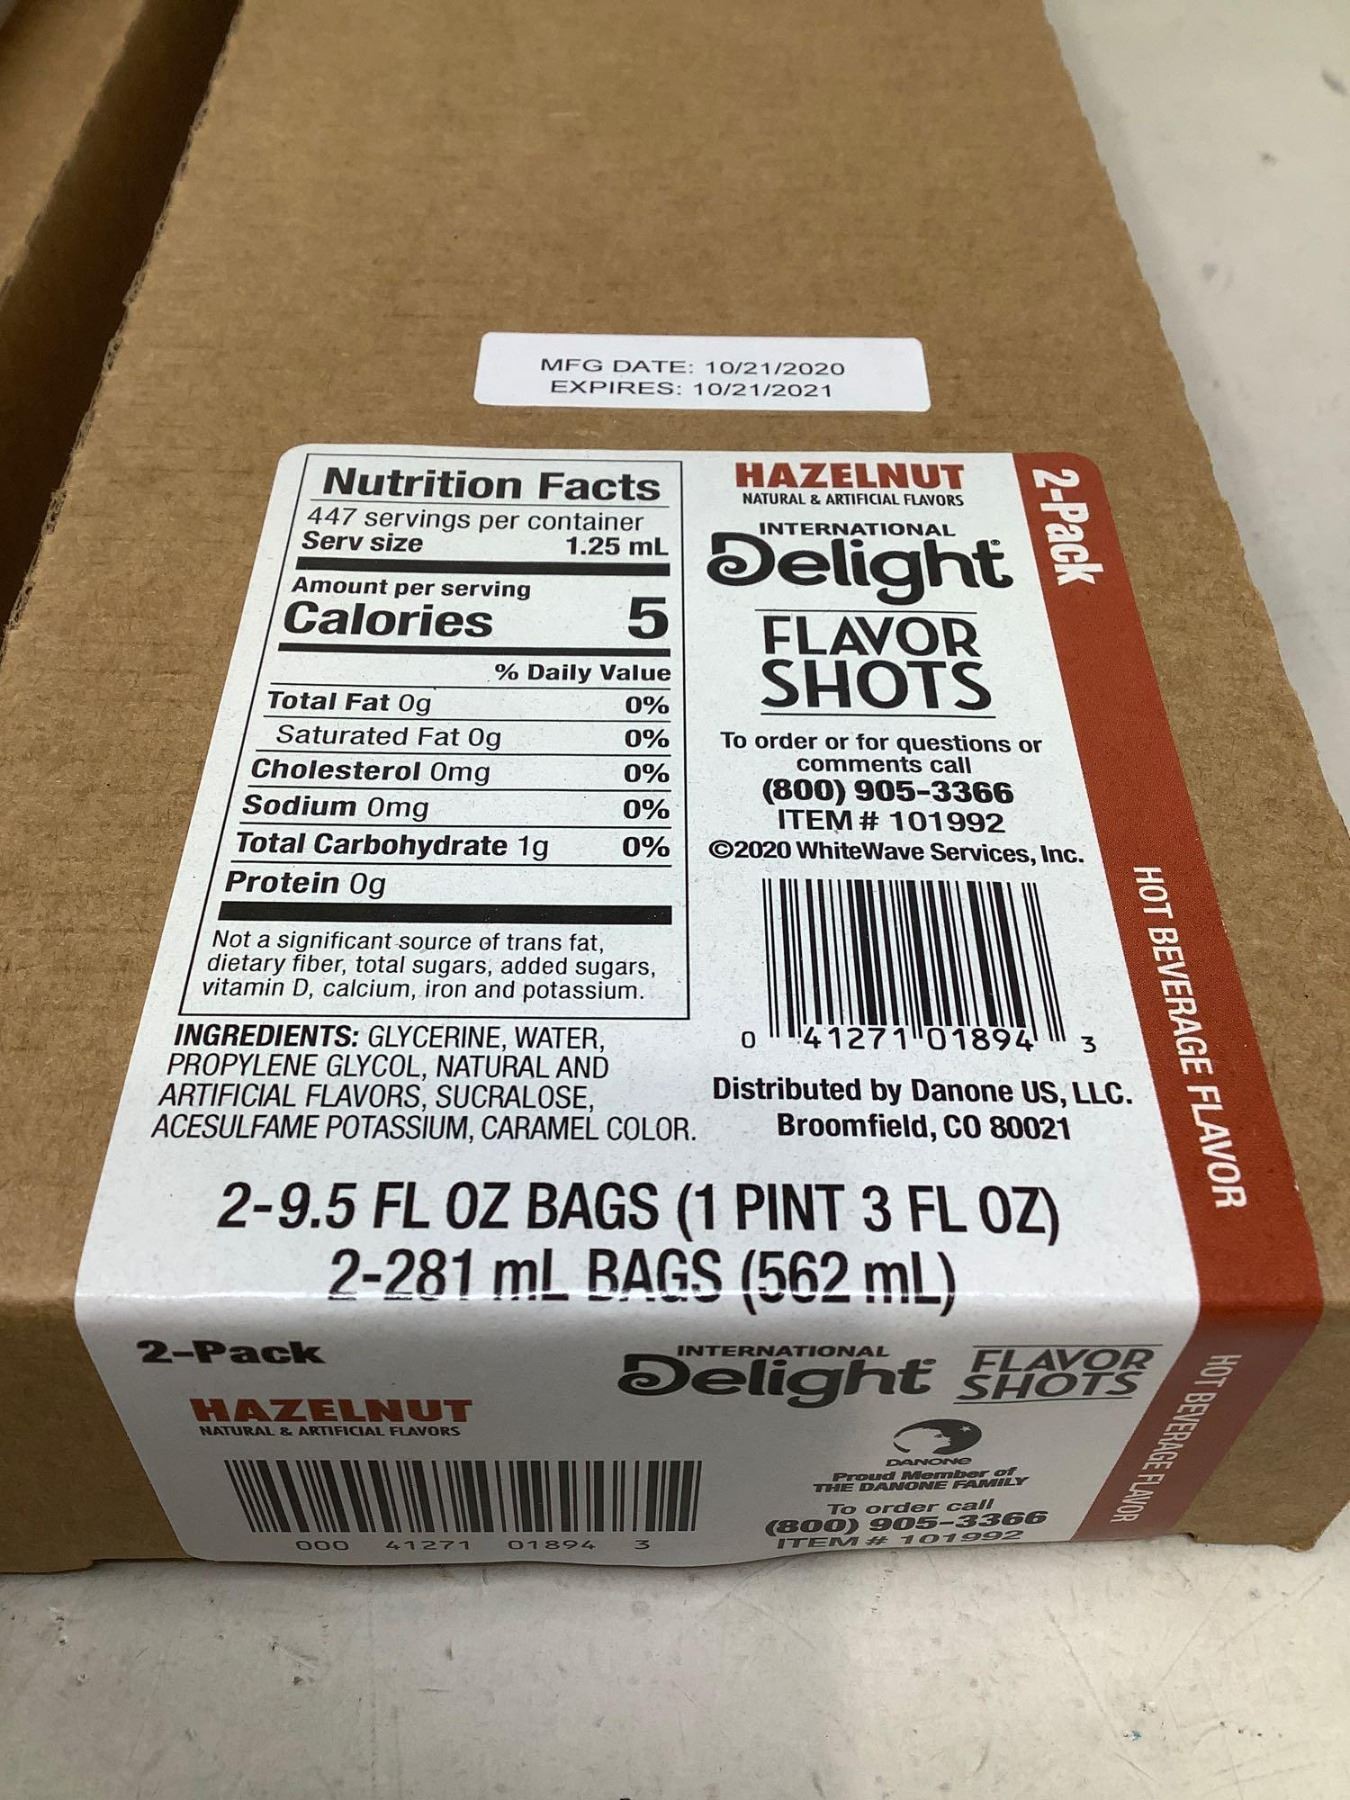 MFG DATE: 10/21/2020
EXPIRES: 10/21/2021
Nutrition Facts
447 servings per container
Serv size 1.25 mL
Amount per serving
Calories 5
% Daily Value
Total Fat 0g 0%
Saturated Fat 0g 0%
Cholesterol 0mg 0%
Sodium 0mg 0%
Total Carbohydrate 1g 0%
Protein 0g
Not a significant source of trans fat,
dietary fiber, total sugars, added sugars,
vitamin D, calcium, iron and potassium.
INGREDIENTS: GLYCERINE, WATER,
PROPYLENE GLYCOL, NATURAL AND
ARTIFICIAL FLAVORS, SUCRALOSE,
ACESULFAME POTASSIUM, CARAMEL COLOR.
HAZELNUT
NATURAL & ARTIFICIAL FLAVORS
INTERNATIONAL
Delight®
FLAVOR
SHOTS
To order or for questions or
comments call
(800) 905-3366
ITEM # 101992
©2020 WhiteWave Services, Inc.
0 41271 01894 3
Distributed by Danone US, LLC.
Broomfield, CO 80021
2-Pack
HOT BEVERAGE FLAVOR
2-9.5 FL OZ BAGS (1 PINT 3 FL OZ)
2-281 mL BAGS (562 mL)
2-Pack
HAZELNUT
NATURAL & ARTIFICIAL FLAVORS
000 41271 01894 3
INTERNATIONAL
Delight®
FLAVOR
SHOTS
DANONE
Proud Member of
THE DANONE FAMILY
To order call
(800) 905-3366
ITEM # 101992
HOT BEVERAGE FLAVOR